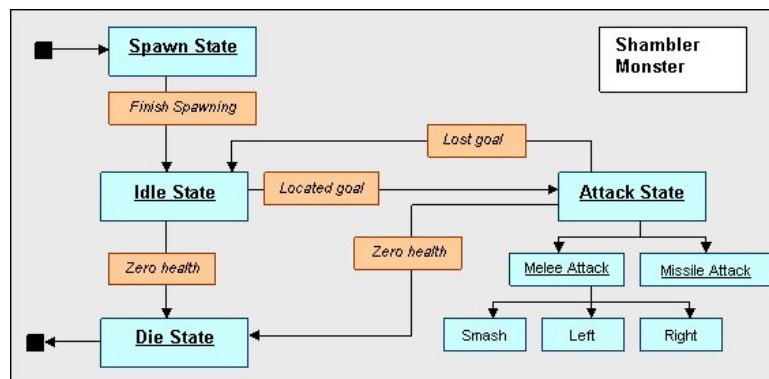 Spawn State
Shambler
Monster
Finish Spawning
Lost goal
Idle State
Located goal
Attack State
Zero health
Zero health
Melee Attack
Missile Attack
Die State
Smash
Left
Right